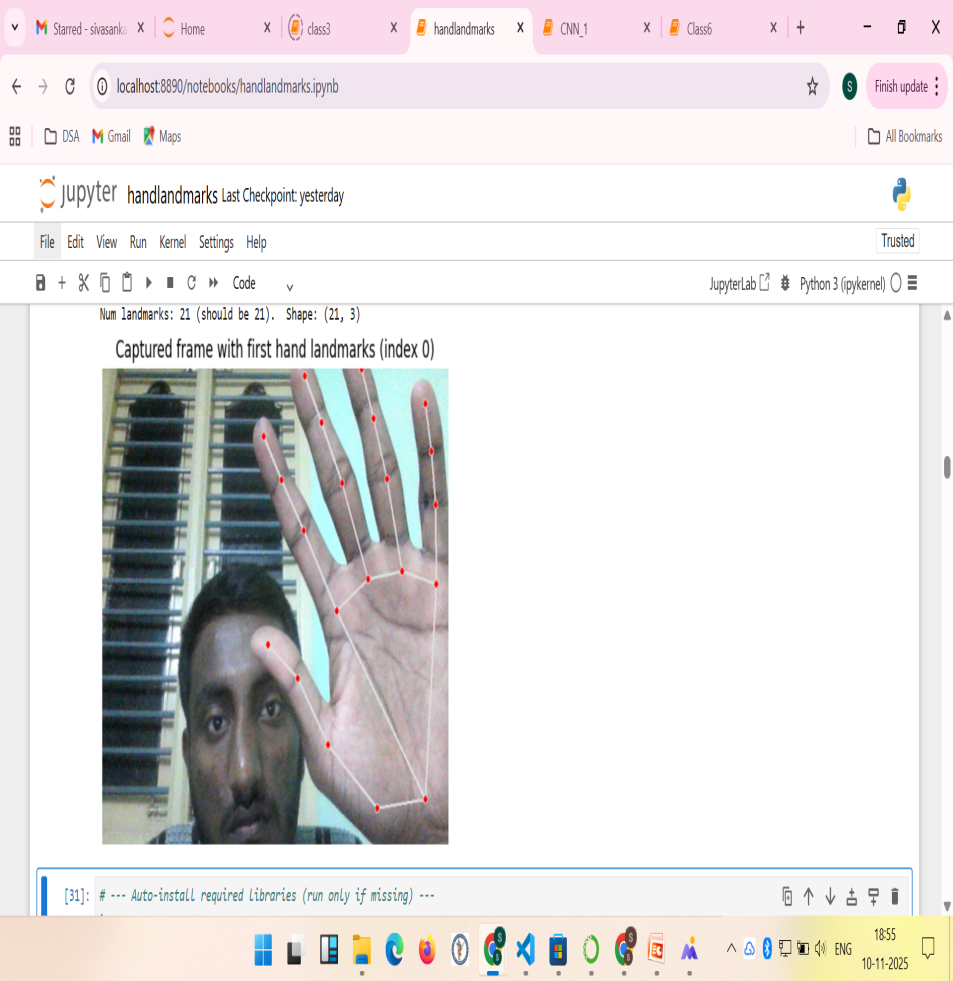 Starred - sivasanka
Home
class3
handlandmarks
CNN_1
Class6
localhost:8890/notebooks/handlandmarks.ipynb
S
Finish update
DSA
Gmail
Maps
All Bookmarks
jupyter handlandmarks Last Checkpoint: yesterday
File Edit View Run Kernel Settings Help
Trusted
Code
JupyterLab
Python 3 (ipykernel)
Num landmarks: 21 (should be 21). Shape: (21, 3)
Captured frame with first hand landmarks (index 0)
[31]: # --- Auto-install required libraries (run only if missing) ---
ENG
18:55
10-11-2025